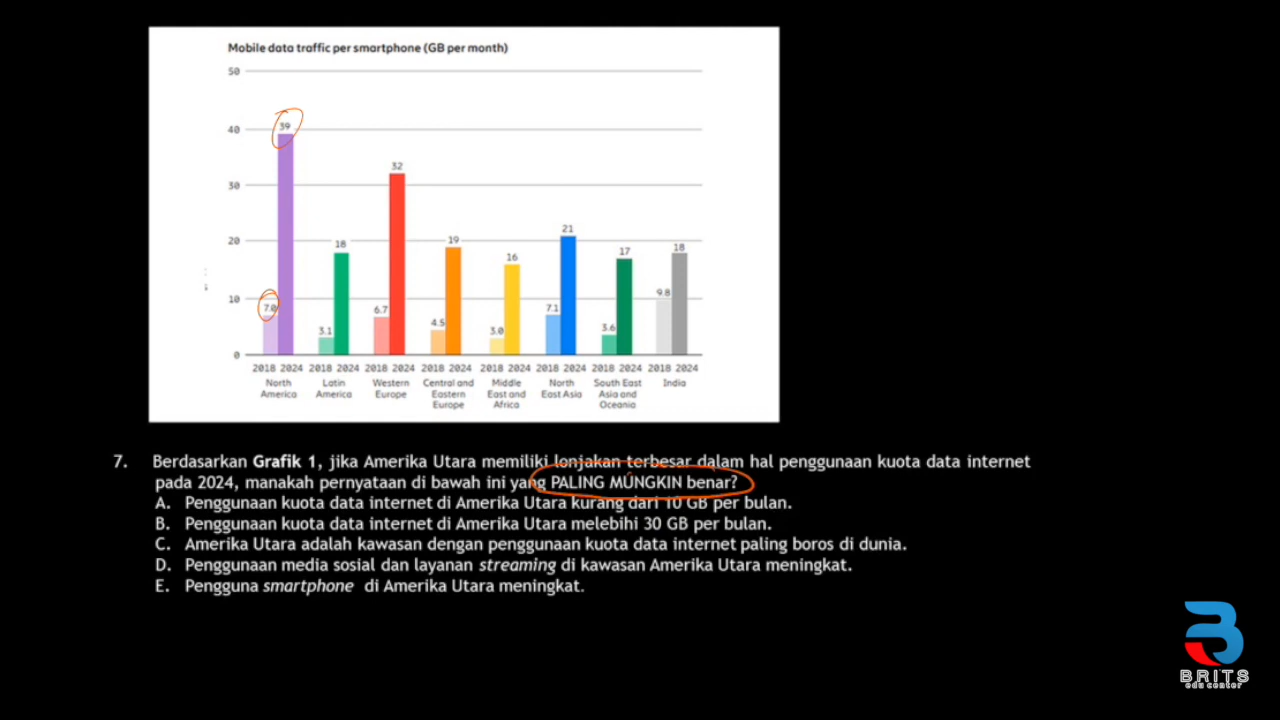 Mobile data traffic per smartphone (GB per month)
50
40
30
20
10
0
7.0 39
3.1 18
6.7 32
4.5 19
3.0 16
7.1 21
3.6 17
9.8 18
2018 2024 2018 2024 2018 2024 2018 2024 2018 2024 2018 2024 2018 2024 2018 2024
North America
Latin America
Western Europe
Central and Eastern Europe
Middle East and Africa
North East Asia
South East Asia and Oceania
India
7. Berdasarkan Grafik 1, jika Amerika Utara memiliki lonjakan terbesar dalam hal penggunaan kuota data internet
pada 2024, manakah pernyataan di bawah ini yang PALING MUNGKIN benar?
A. Penggunaan kuota data internet di Amerika Utara kurang dari 10 GB per bulan.
B. Penggunaan kuota data internet di Amerika Utara melebihi 30 GB per bulan.
C. Amerika Utara adalah kawasan dengan penggunaan kuota data internet paling boros di dunia.
D. Penggunaan media sosial dan layanan streaming di kawasan Amerika Utara meningkat.
E. Pengguna smartphone di Amerika Utara meningkat.
BRITS
edu center